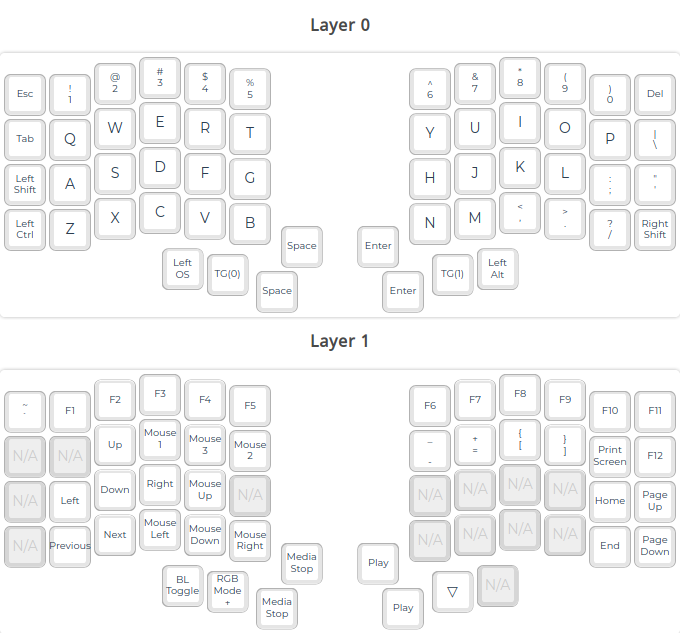 Layer 0
Esc
!
1
@
2
#
3
$
4
%
5
^
6
&
7
*
8
(
9
)
0
Del
Tab
Q
W
E
R
T
Y
U
I
O
P
|
\
Left
Shift
A
S
D
F
G
H
J
K
L
:
;
"
'
Left
Ctrl
Z
X
C
V
B
N
M
<
,
>
.
?
/
Right
Shift
Space
Enter
Left
OS
TG(0)
Space
Enter
TG(1)
Left
Alt
Layer 1
~
`
F1
F2
F3
F4
F5
F6
F7
F8
F9
F10
F11
N/A
N/A
Up
Mouse
1
Mouse
3
Mouse
2
_
-
+
=
{
[
}
]
Print
Screen
F12
N/A
Left
Down
Right
Mouse
Up
N/A
N/A
N/A
N/A
N/A
Home
Page
Up
N/A
Previous
Next
Mouse
Left
Mouse
Down
Mouse
Right
N/A
N/A
N/A
N/A
End
Page
Down
Media
Stop
Play
BL
Toggle
RGB
Mode
+
Media
Stop
Play
▽
N/A